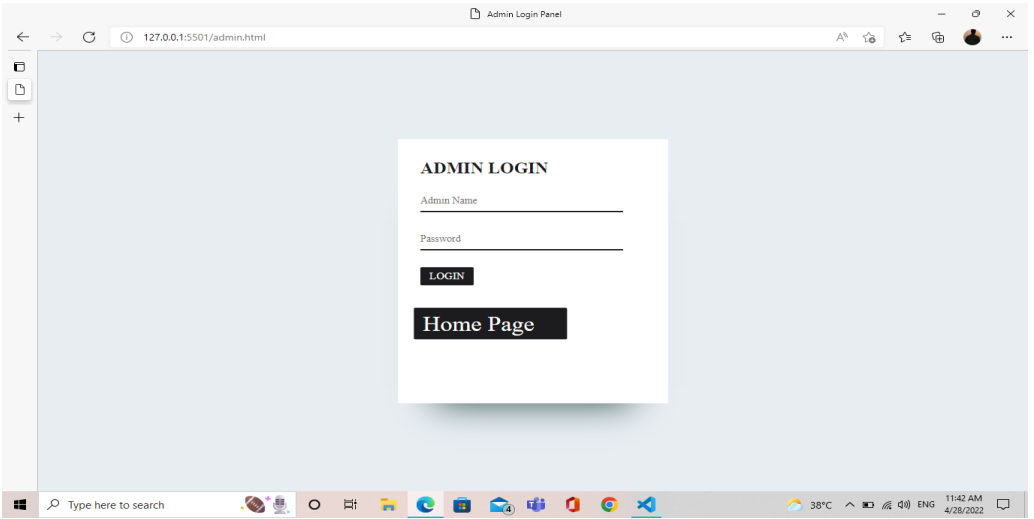 Admin Login Panel
127.0.0.1:5501/admin.html
ADMIN LOGIN
Admin Name
Password
LOGIN
Home Page
Type here to search
4
38°C
ENG
11:42 AM
4/28/2022